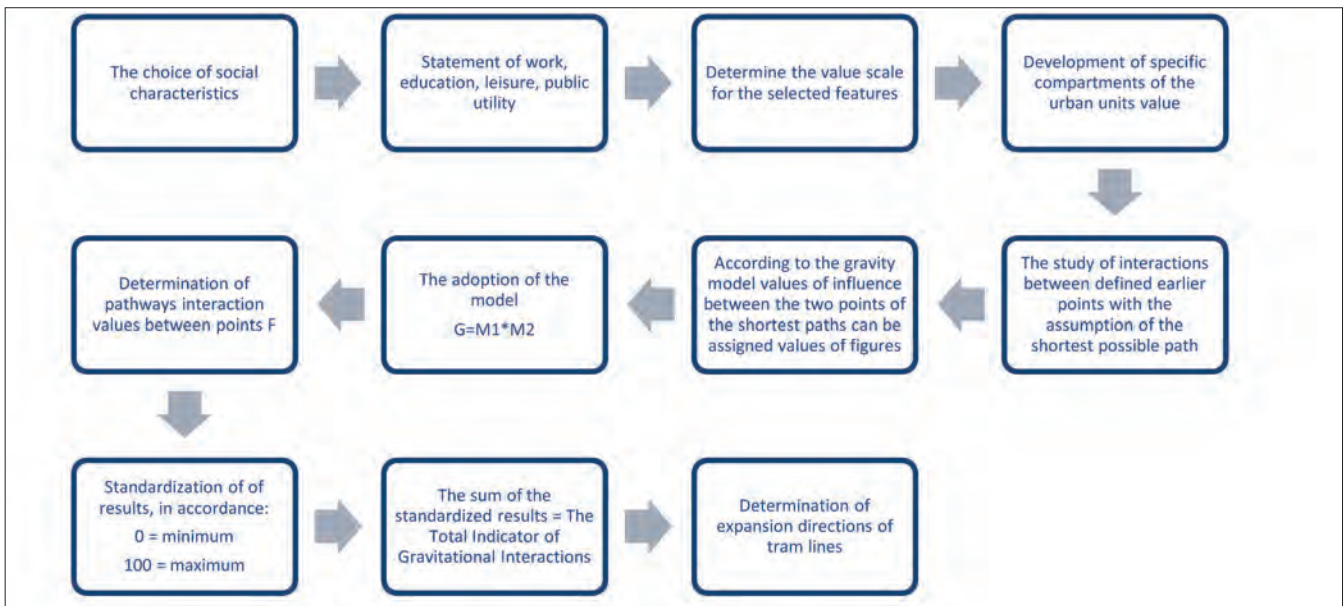 The choice of social
characteristics
Statement of work,
education, leisure, public
utility
Determine the value scale
for the selected features
Development of specific
compartments of the
urban units value
The study of interactions
between defined earlier
points with the
assumption of the
shortest possible path
According to the gravity
model values of influence
between the two points of
the shortest paths can be
assigned values of figures
The adoption of the
model
G=M1*M2
Determination of
pathways interaction
values between points F
Standardization of of
results, in accordance:
0 = minimum
100 = maximum
The sum of the
standardized results = The
Total Indicator of
Gravitational Interactions
Determination of
expansion directions of
tram lines